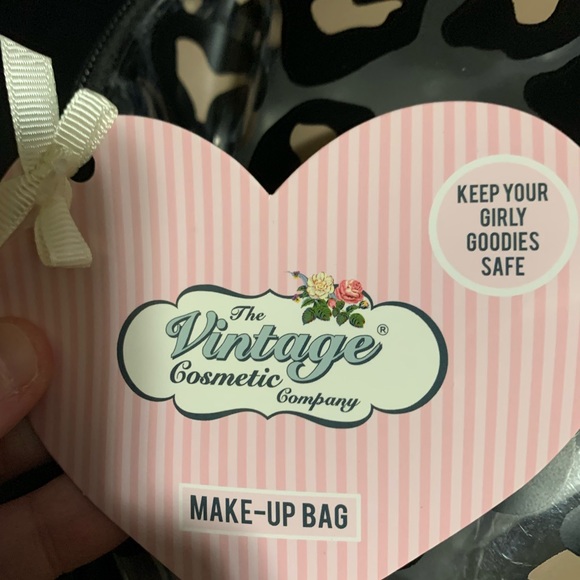 KEEP YOUR
GIRLY
GOODIES
SAFE
The
Vintage®
Cosmetic
Company
MAKE-UP BAG